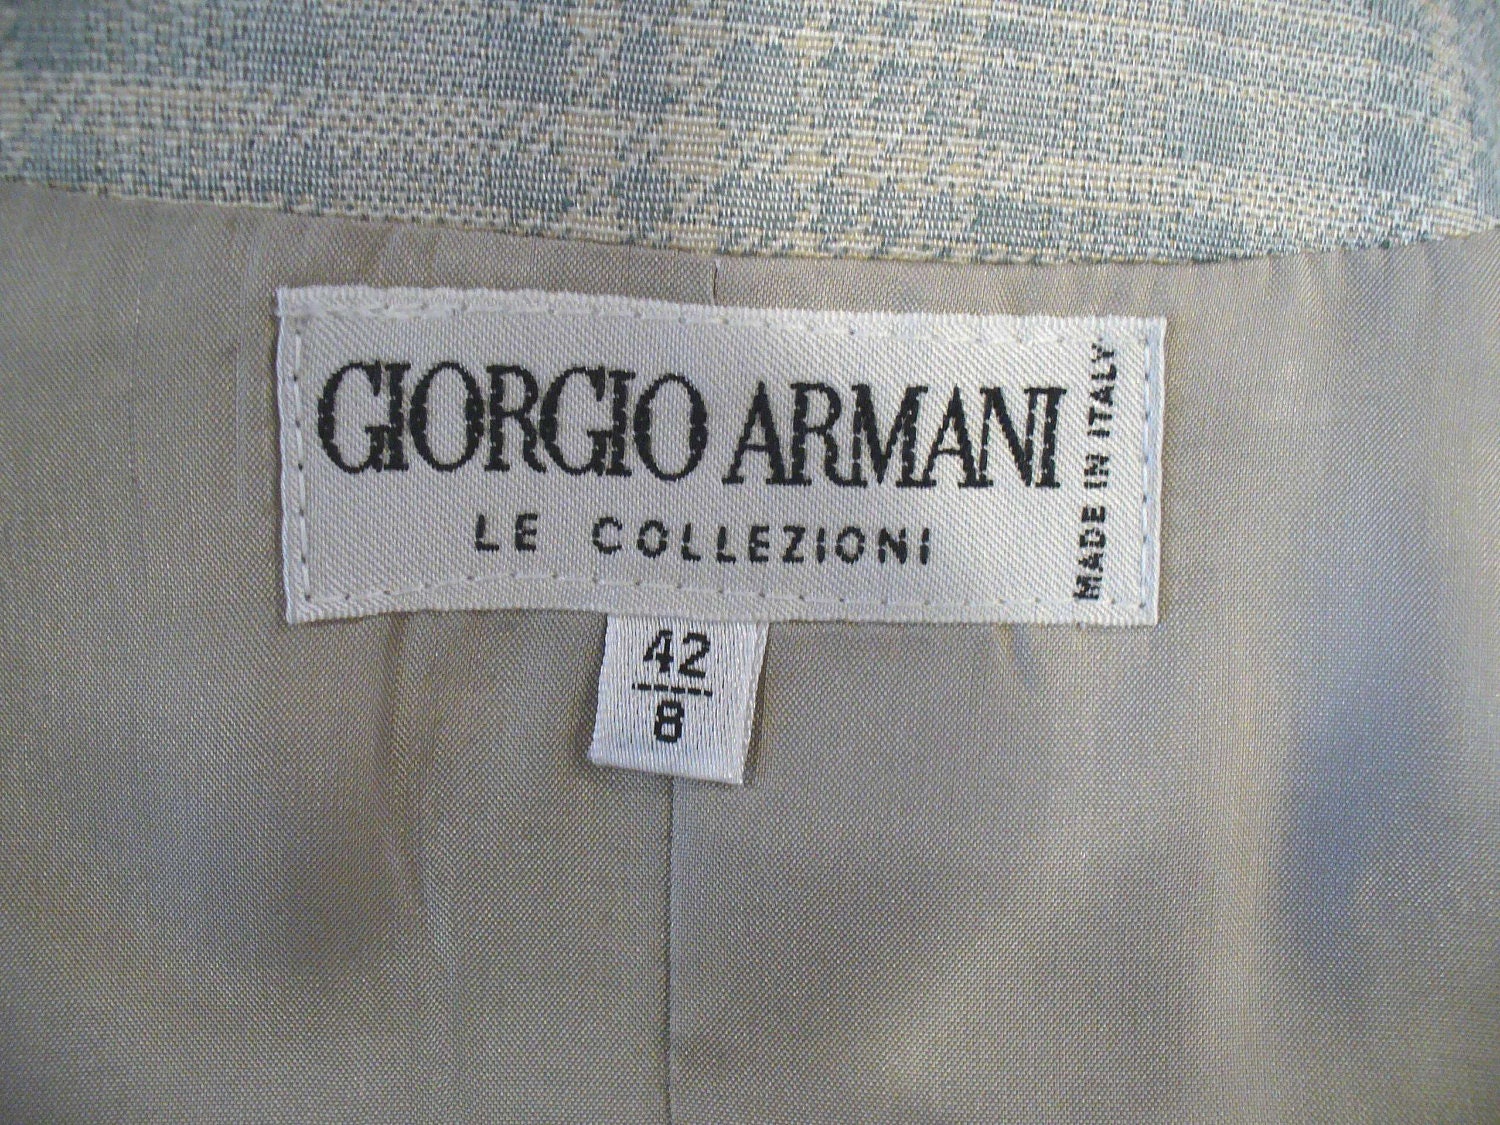 GIORGIO ARMANI
LE COLLEZIONI
MADE IN ITALY
42
8